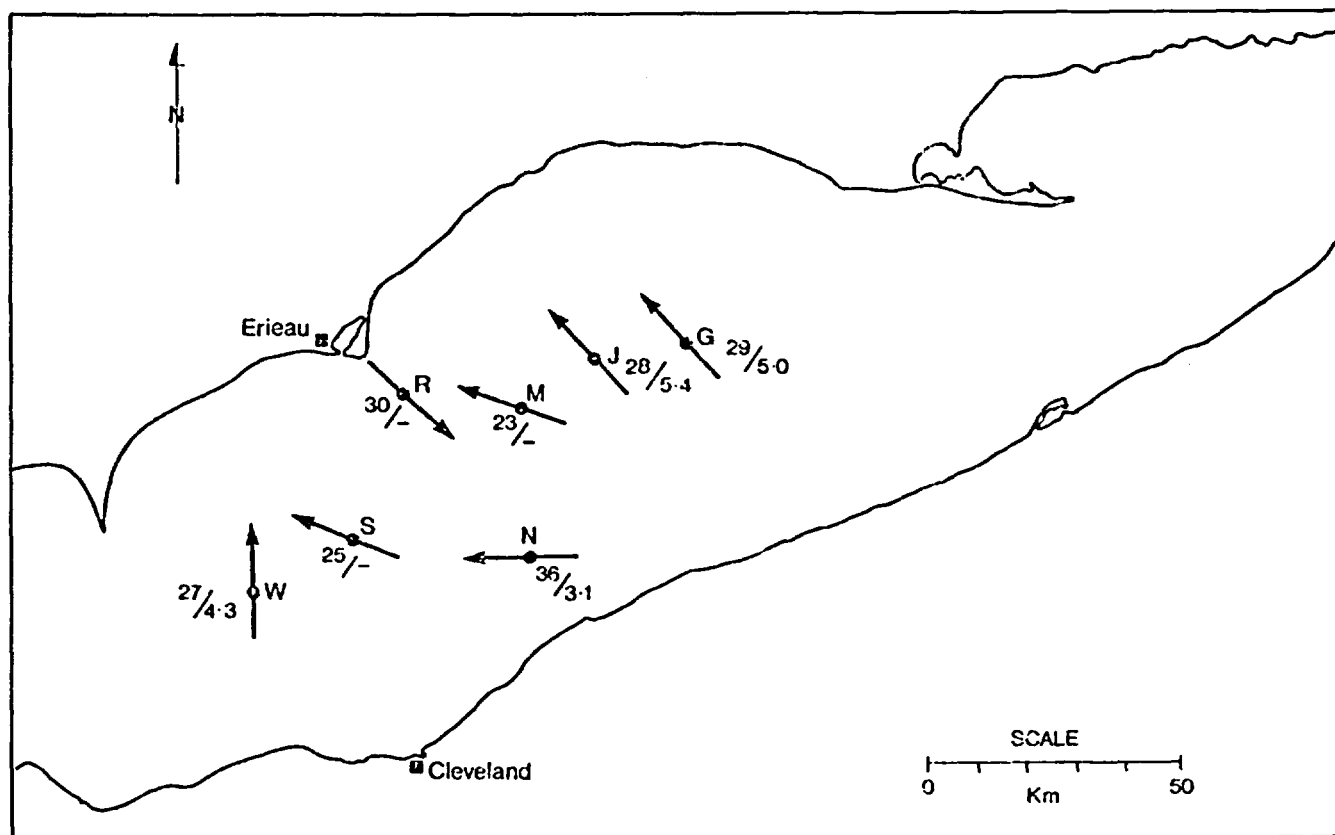 N
Erieau
R
30/-
M
23/-
J
28/5·4
G
29/5·0
S
25/-
27/4·3
W
N
36/3·1
Cleveland
SCALE
0
50
Km